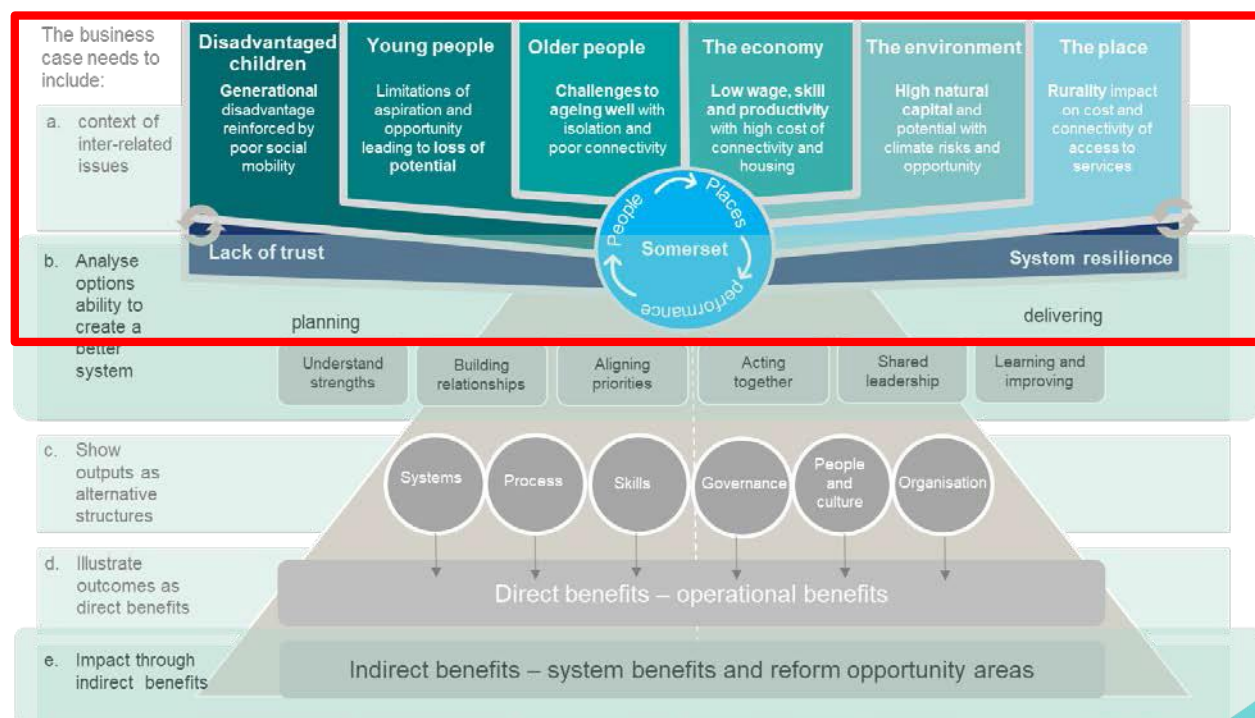 The business
case needs to
include:
Disadvantaged
children
Generational
disadvantage
reinforced by
poor social
mobility
Young people
Limitations of
aspiration and
opportunity
leading to loss of
potential
Older people
Challenges to
ageing well with
isolation and
poor connectivity
The economy
Low wage, skill
and productivity
with high cost of
connectivity and
housing
The environment
High natural
capital and
potential with
climate risks and
opportunity
The place
Rurality impact
on cost and
connectivity of
access to
services
a. context of
inter-related
issues
People
Places
performance
Somerset
Lack of trust
System resilience
b. Analyse
options
ability to
create a
better
system
planning
delivering
Understand
strengths
Building
relationships
Aligning
priorities
Acting
together
Shared
leadership
Learning and
improving
c. Show
outputs as
alternative
structures
Systems
Process
Skills
Governance
People
and
culture
Organisation
d. Illustrate
outcomes as
direct benefits
Direct benefits – operational benefits
e. Impact through
indirect benefits
Indirect benefits – system benefits and reform opportunity areas